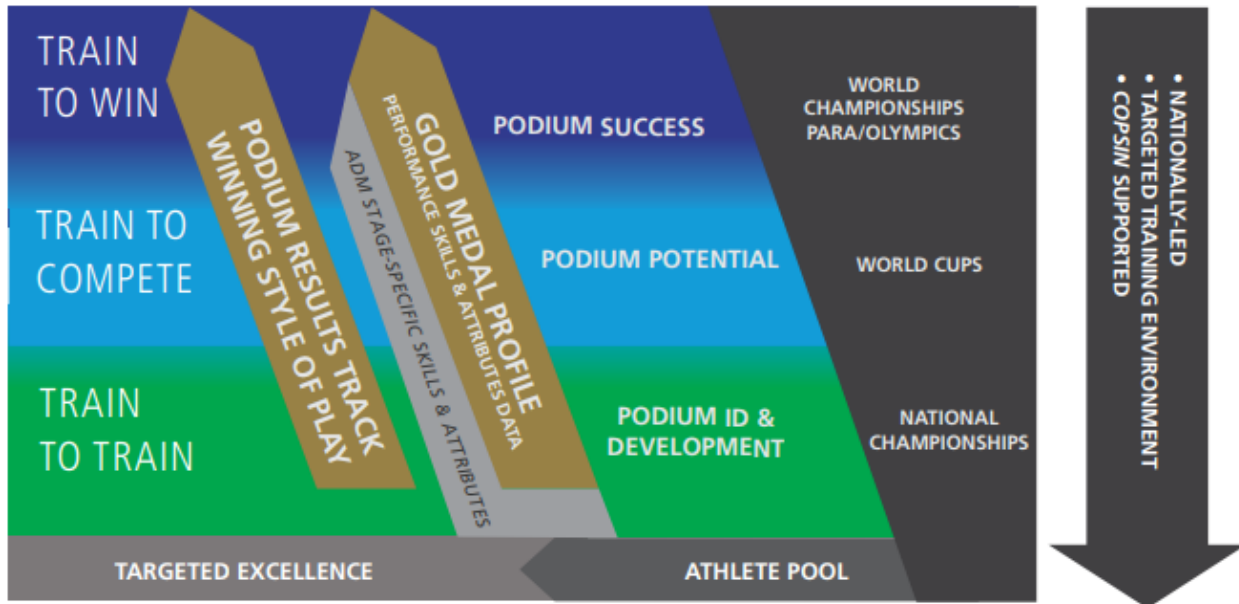 TRAIN
TO WIN
TRAIN TO
COMPETE
TRAIN
TO TRAIN
PODIUM RESULTS TRACK
WINNING STYLE OF PLAY
ADM STAGE-SPECIFIC SKILLS & ATTRIBUTES
GOLD MEDAL PROFILE
PERFORMANCE SKILLS & ATTRIBUTES DATA
PODIUM SUCCESS
PODIUM POTENTIAL
PODIUM ID &
DEVELOPMENT
WORLD
CHAMPIONSHIPS
PARA/OLYMPICS
WORLD CUPS
NATIONAL
CHAMPIONSHIPS
• NATIONALLY-LED
• TARGETED TRAINING ENVIRONMENT
• COPSIN SUPPORTED
TARGETED EXCELLENCE
ATHLETE POOL